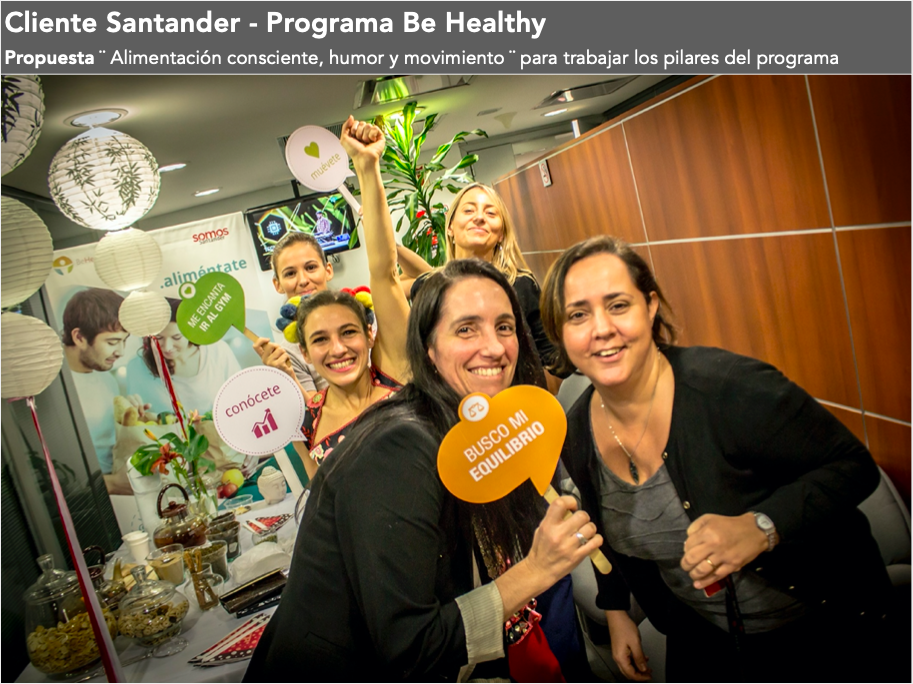 Cliente Santander - Programa Be Healthy
Propuesta ¨ Alimentación consciente, humor y movimiento ¨ para trabajar los pilares del programa
muévete
somos
.aliméntate
ME ENCANTA
IR AL GYM
conócete
BUSCO MI
EQUILIBRIO